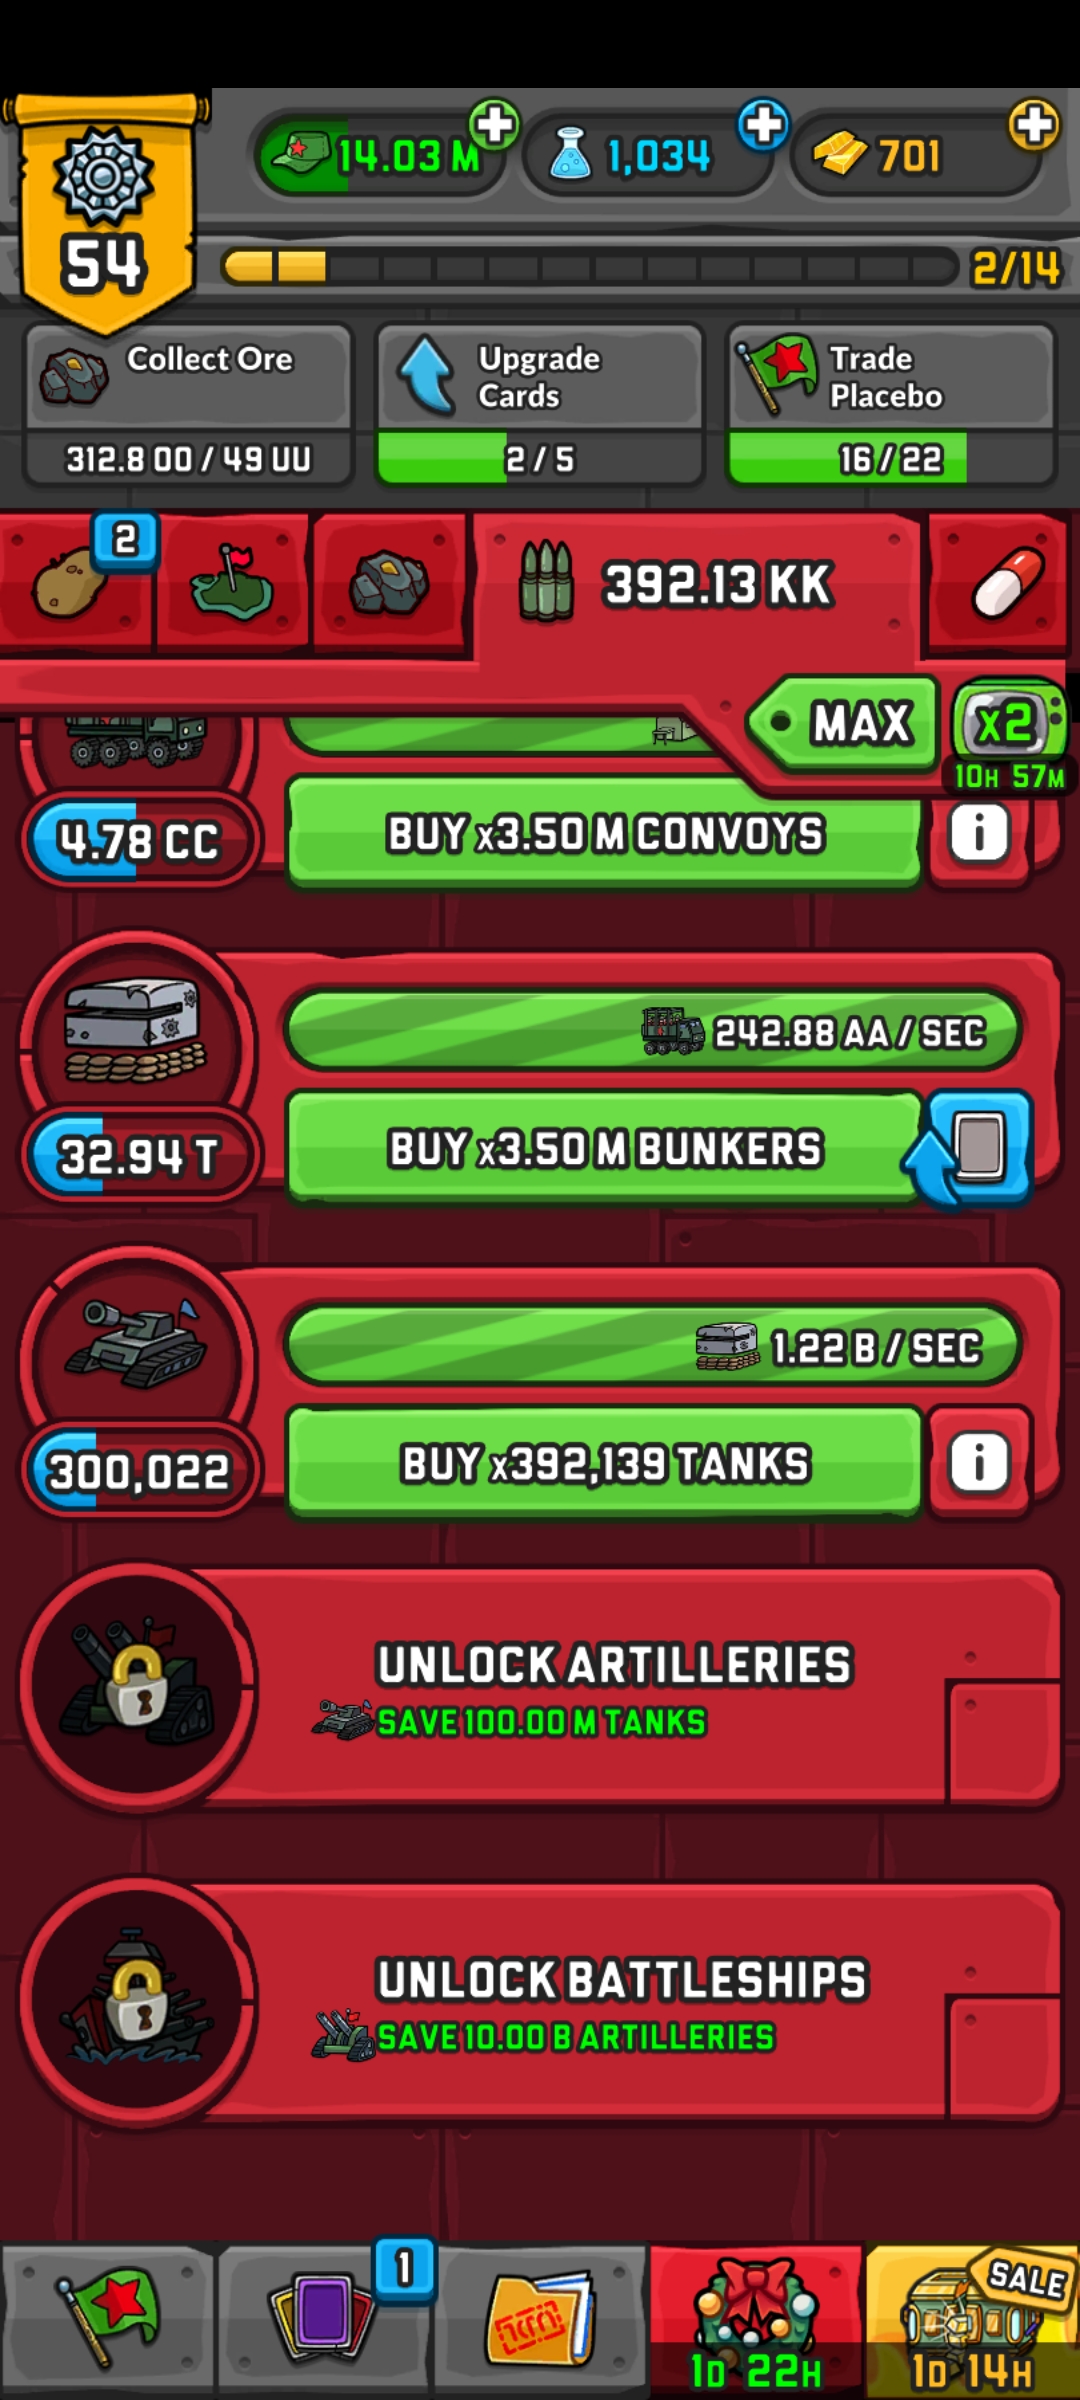 14.03 M
1,034
701
54
2/14
Collect Ore
312.8 OO / 49 UU
Upgrade
Cards
2 / 5
Trade
Placebo
16 / 22
2
392.13 KK
MAX
x2
10H 57M
4.78 CC
BUY x3.50 M CONVOYS
i
242.88 AA / SEC
32.94 T
BUY x3.50 M BUNKERS
1.22 B / SEC
300,022
BUY x392,139 TANKS
i
UNLOCK ARTILLERIES
SAVE 100.00 M TANKS
UNLOCK BATTLESHIPS
SAVE 10.00 B ARTILLERIES
1
SALE
1D 22H
1D 14H